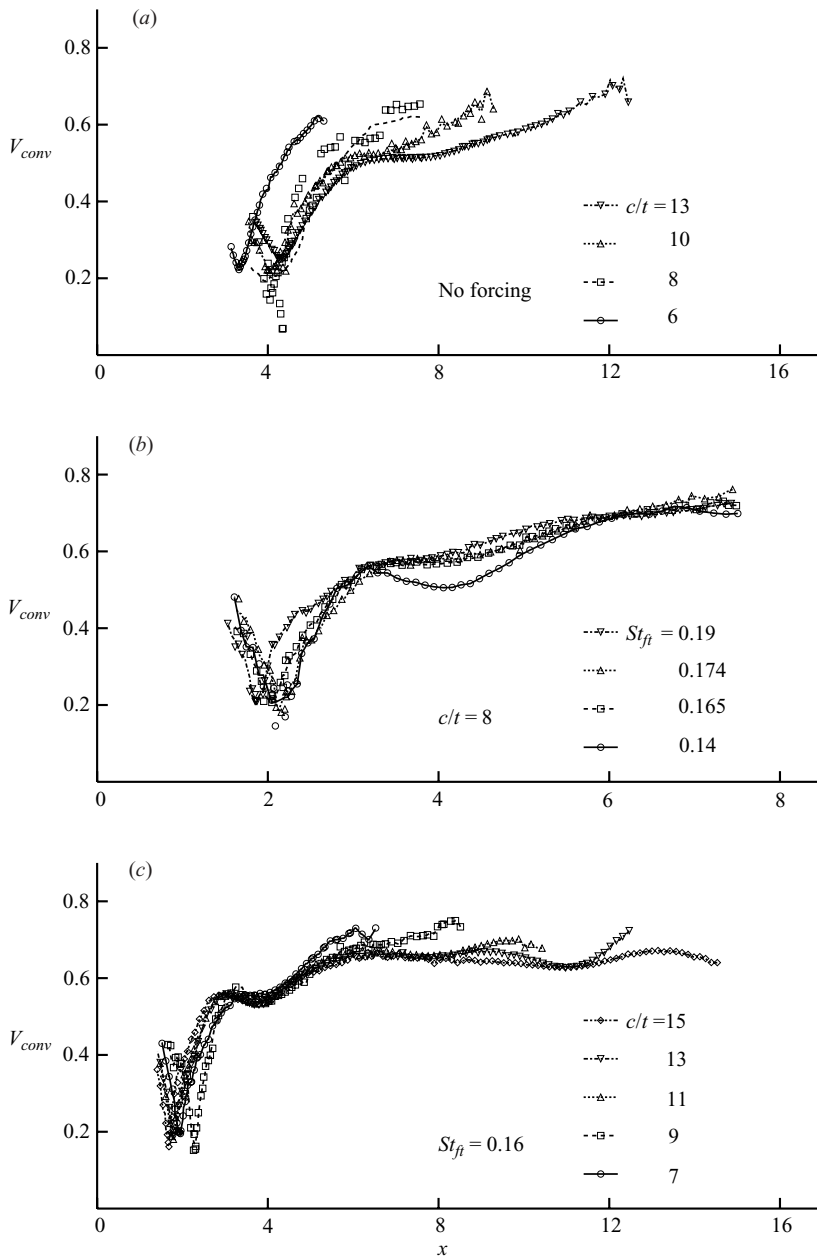 (a)
0.8
0.6
V_conv
0.4
0.2
c/t = 13
10
8
6
No forcing
0 4 8 12 16
(b)
0.8
0.6
V_conv
0.4
0.2
St_ft = 0.19
0.174
0.165
0.14
c/t = 8
0 2 4 6 8
(c)
0.8
0.6
V_conv
0.4
0.2
c/t = 15
13
11
9
7
St_ft = 0.16
0 4 8 12 16
x